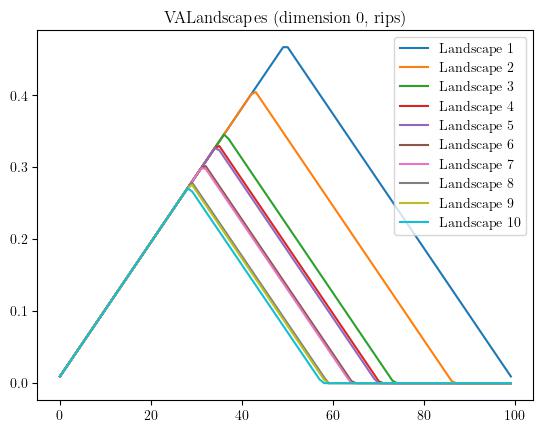 VALandscapes (dimension 0, rips)
Landscape 1
Landscape 2
Landscape 3
Landscape 4
Landscape 5
Landscape 6
Landscape 7
Landscape 8
Landscape 9
Landscape 10
0.4
0.3
0.2
0.1
0.0
0 20 40 60 80 100